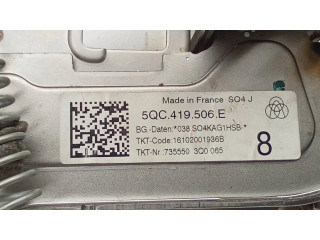 Made in France SQ4 J
5QC.419.506.E
BG.-Daten:*038 SO4KAG1HSB-*
TKT-Code:16102001936B
TKT-Nr.:735550 3Q0 065
8